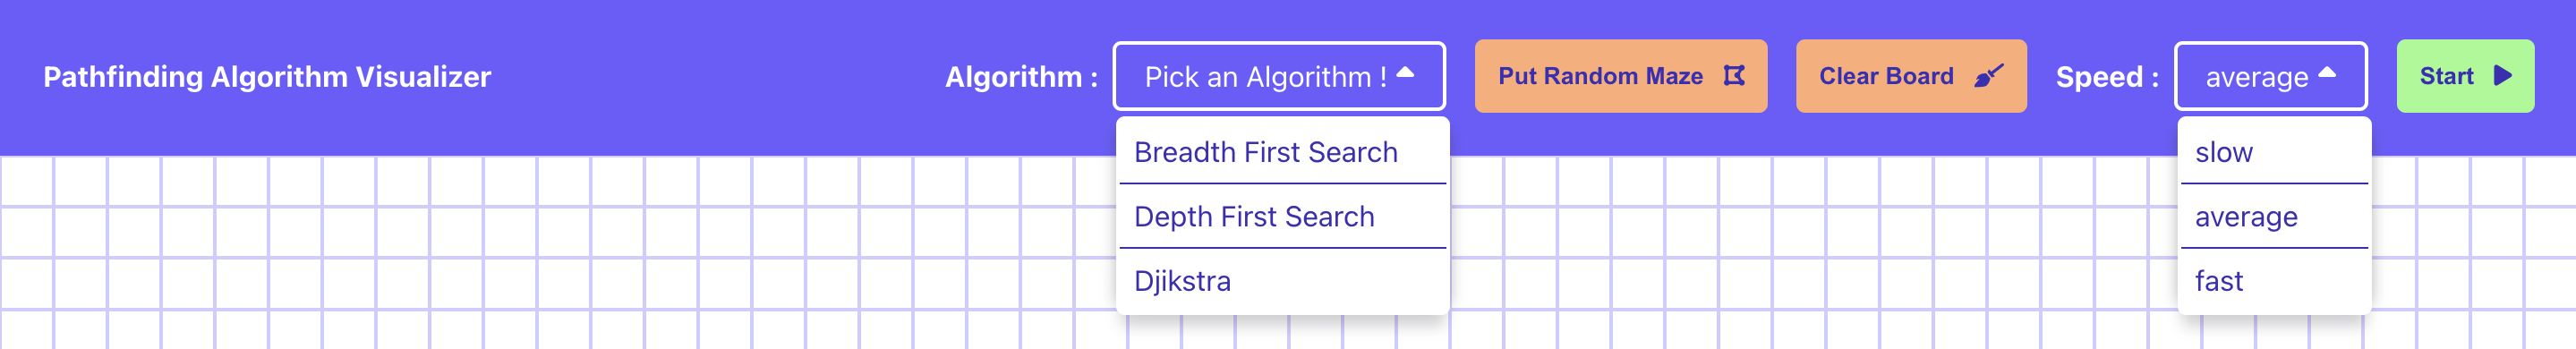 Pathfinding Algorithm Visualizer
Algorithm :
Pick an Algorithm !
Breadth First Search
Depth First Search
Djikstra
Put Random Maze
Clear Board
Speed :
average
slow
average
fast
Start